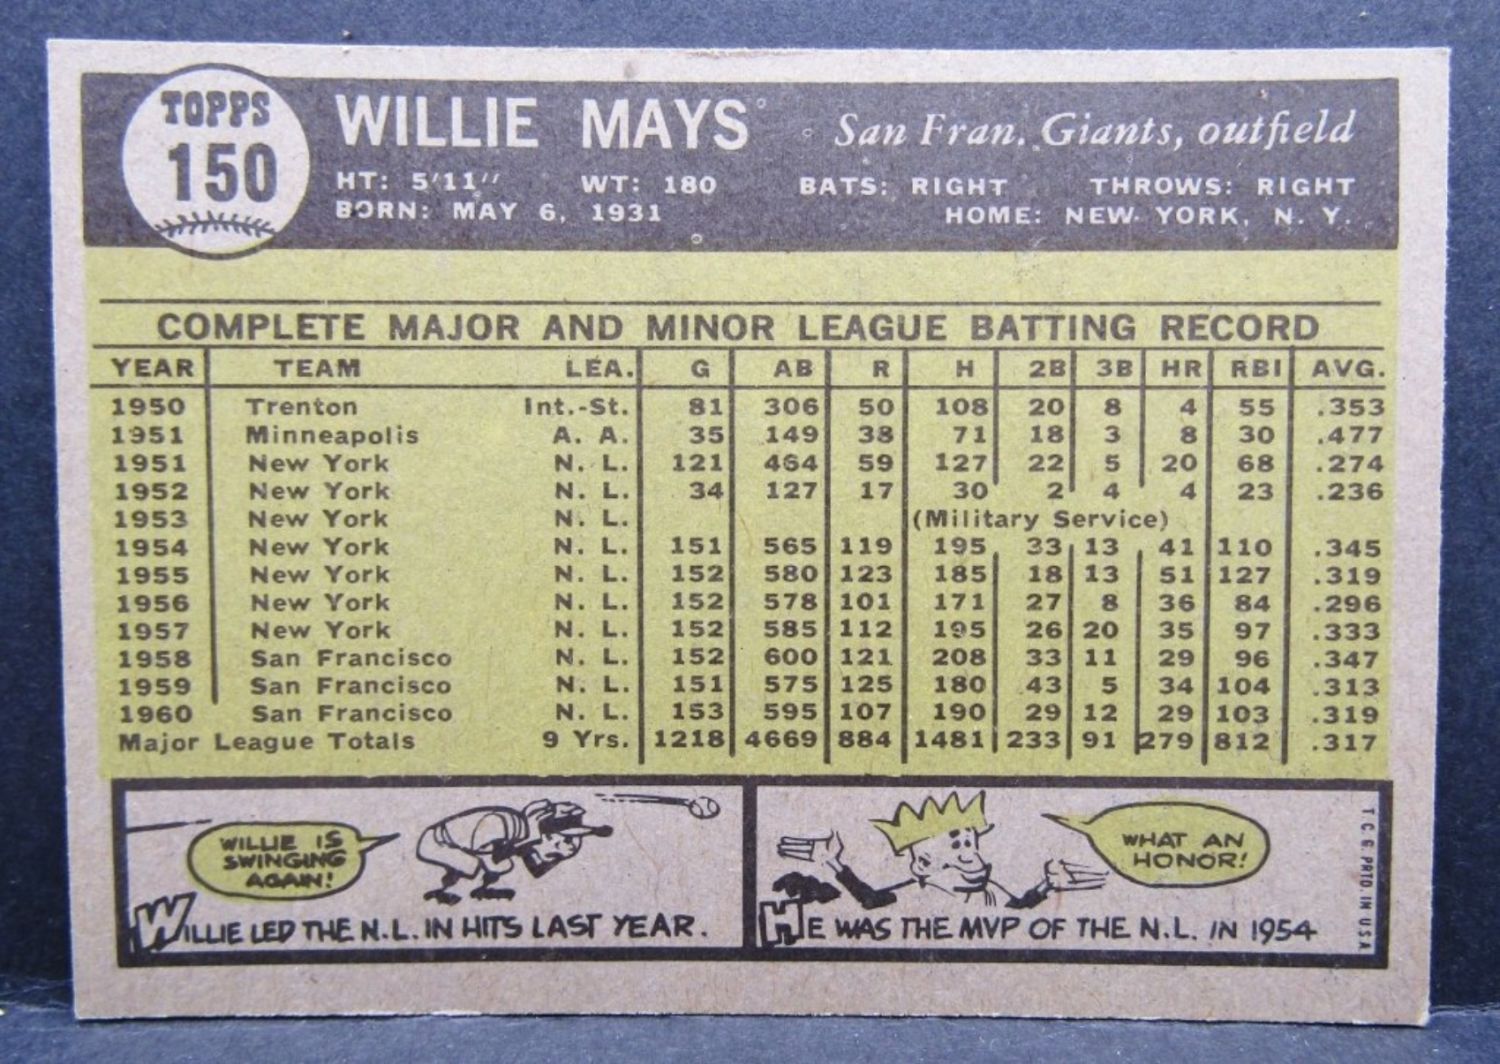 TOPPS
150
WILLIE MAYS San Fran. Giants, outfield
HT: 5'11" WT: 180 BATS: RIGHT THROWS: RIGHT
BORN: MAY 6, 1931 HOME: NEW YORK, N. Y.
COMPLETE MAJOR AND MINOR LEAGUE BATTING RECORD
YEAR TEAM LEA. G AB R H 2B 3B HR RBI AVG.
1950 Trenton Int.-St. 81 306 50 108 20 8 4 55 .353
1951 Minneapolis A. A. 35 149 38 71 18 3 8 30 .477
1951 New York N. L. 121 464 59 127 22 5 20 68 .274
1952 New York N. L. 34 127 17 30 2 4 4 23 .236
1953 New York N. L. (Military Service)
1954 New York N. L. 151 565 119 195 33 13 41 110 .345
1955 New York N. L. 152 580 123 185 18 13 51 127 .319
1956 New York N. L. 152 578 101 171 27 8 36 84 .296
1957 New York N. L. 152 585 112 195 26 20 35 97 .333
1958 San Francisco N. L. 152 600 121 208 33 11 29 96 .347
1959 San Francisco N. L. 151 575 125 180 43 5 34 104 .313
1960 San Francisco N. L. 153 595 107 190 29 12 29 103 .319
Major League Totals 9 Yrs. 1218 4669 884 1481 233 91 279 812 .317
WILLIE IS
SWINGING
AGAIN!
WILLIE LED THE N.L. IN HITS LAST YEAR.
WHAT AN
HONOR!
HE WAS THE MVP OF THE N.L. IN 1954
T. C. G. PRTD. IN U.S.A.